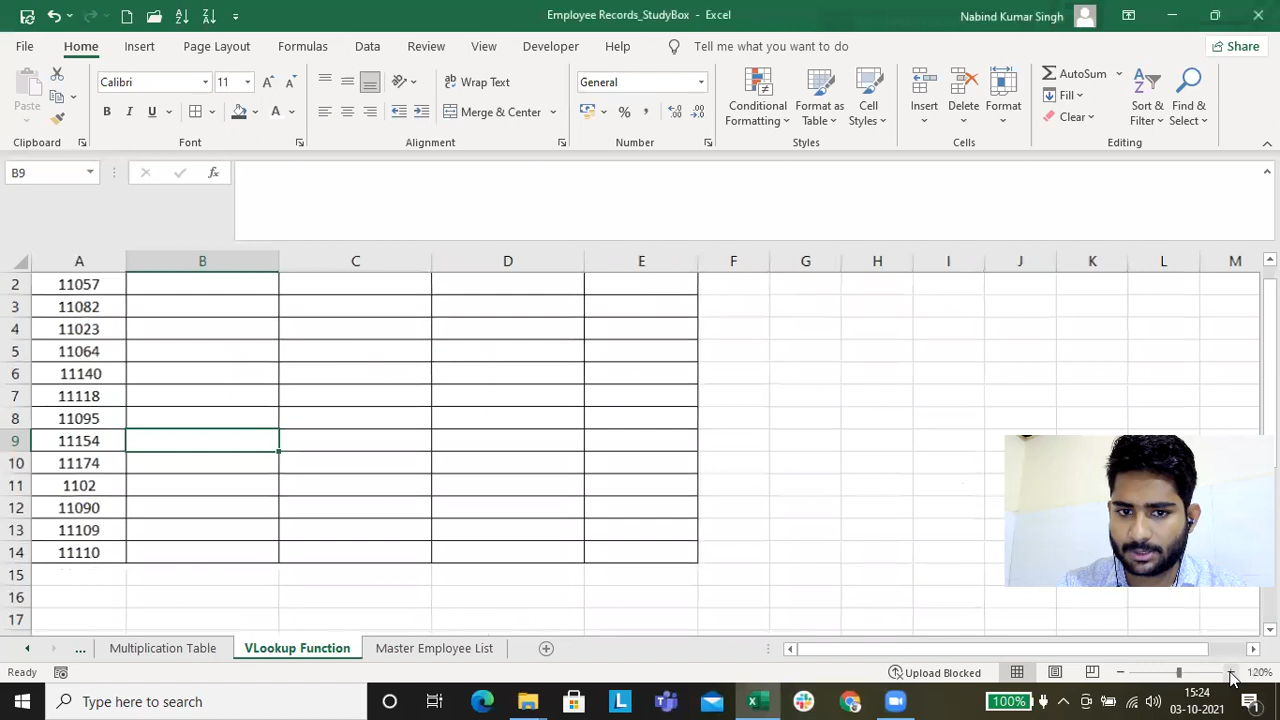 Employee Records_StudyBox - Excel
Nabind Kumar Singh
File Home Insert Page Layout Formulas Data Review View Developer Help Tell me what you want to do Share
Paste
Clipboard
Calibri 11
B I U A
Font
Wrap Text
Merge & Center
Alignment
General
% ,
Number
Conditional Formatting
Format as Table
Cell Styles
Styles
Insert Delete Format
Cells
AutoSum
Fill
Clear
Sort & Filter
Find & Select
Editing
B9 fx
A B C D E F G H I J K L M
2 11057
3 11082
4 11023
5 11064
6 11140
7 11118
8 11095
9 11154
10 11174
11 1102
12 11090
13 11109
14 11110
15
16
17
... Multiplication Table VLookup Function Master Employee List
Ready Upload Blocked 120%
Type here to search
100%
15:24
03-10-2021